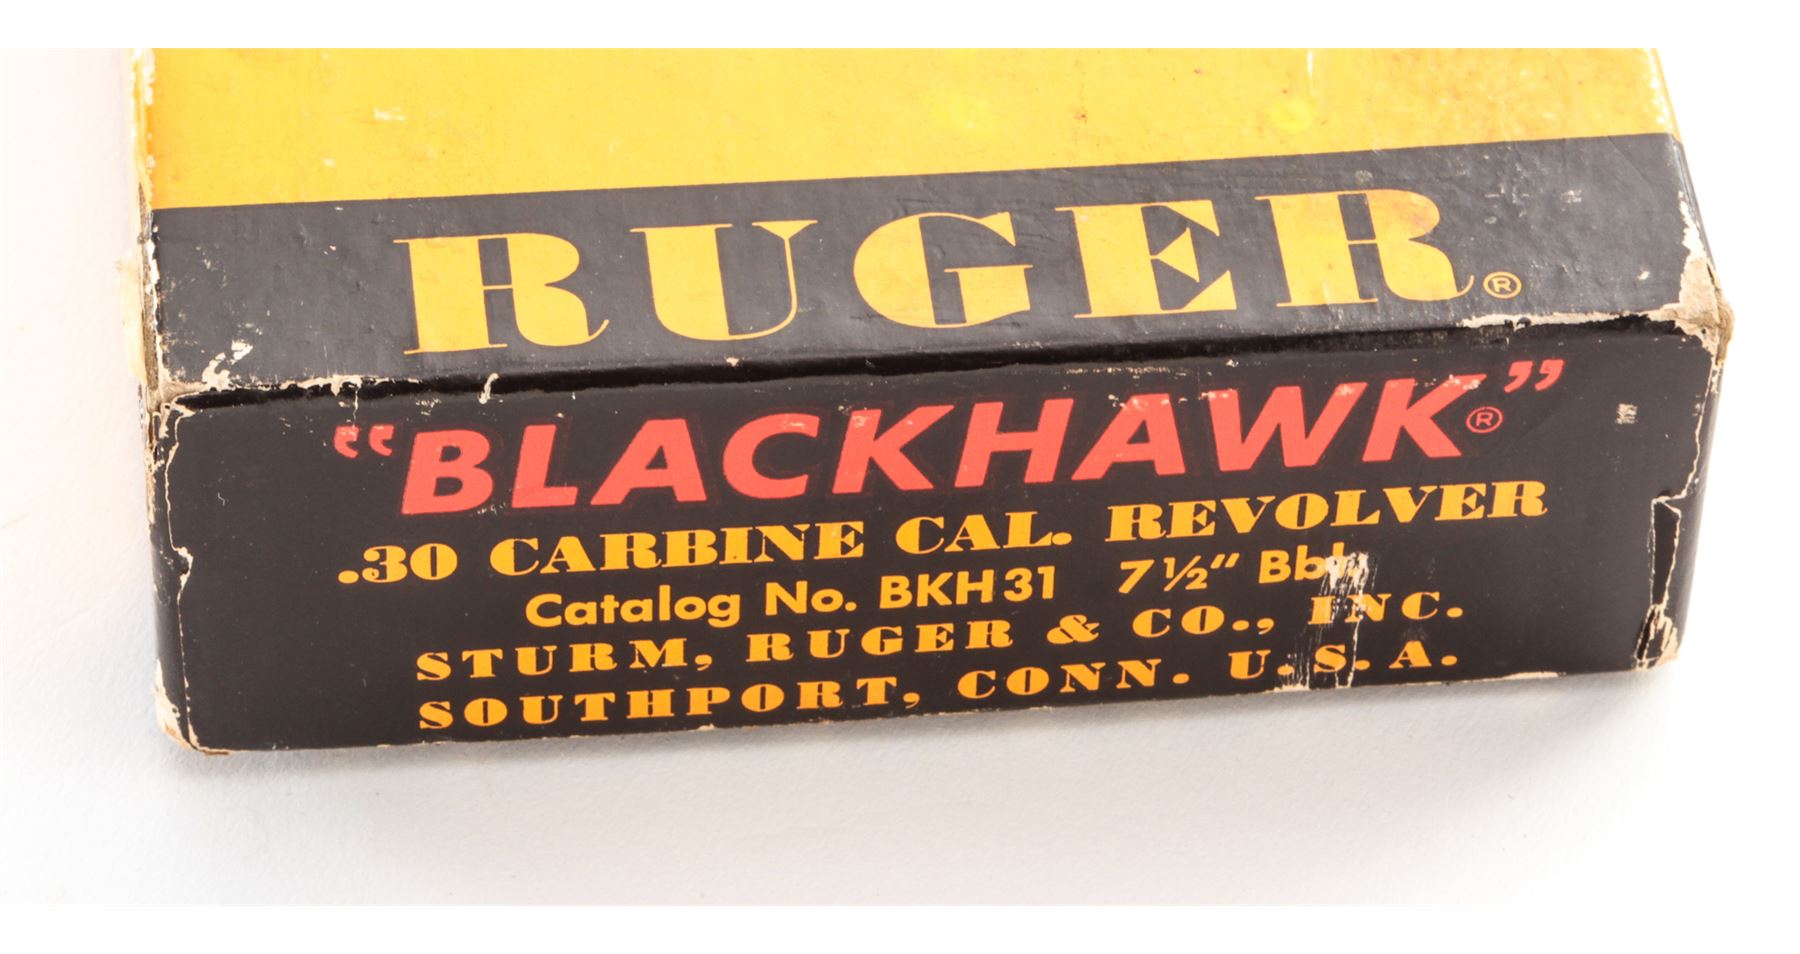 RUGER®
“BLACKHAWK®”
.30 CARBINE CAL. REVOLVER
Catalog No. BKH31 7½" Bbl.
STURM, RUGER & CO., INC.
SOUTHPORT, CONN. U.S.A.